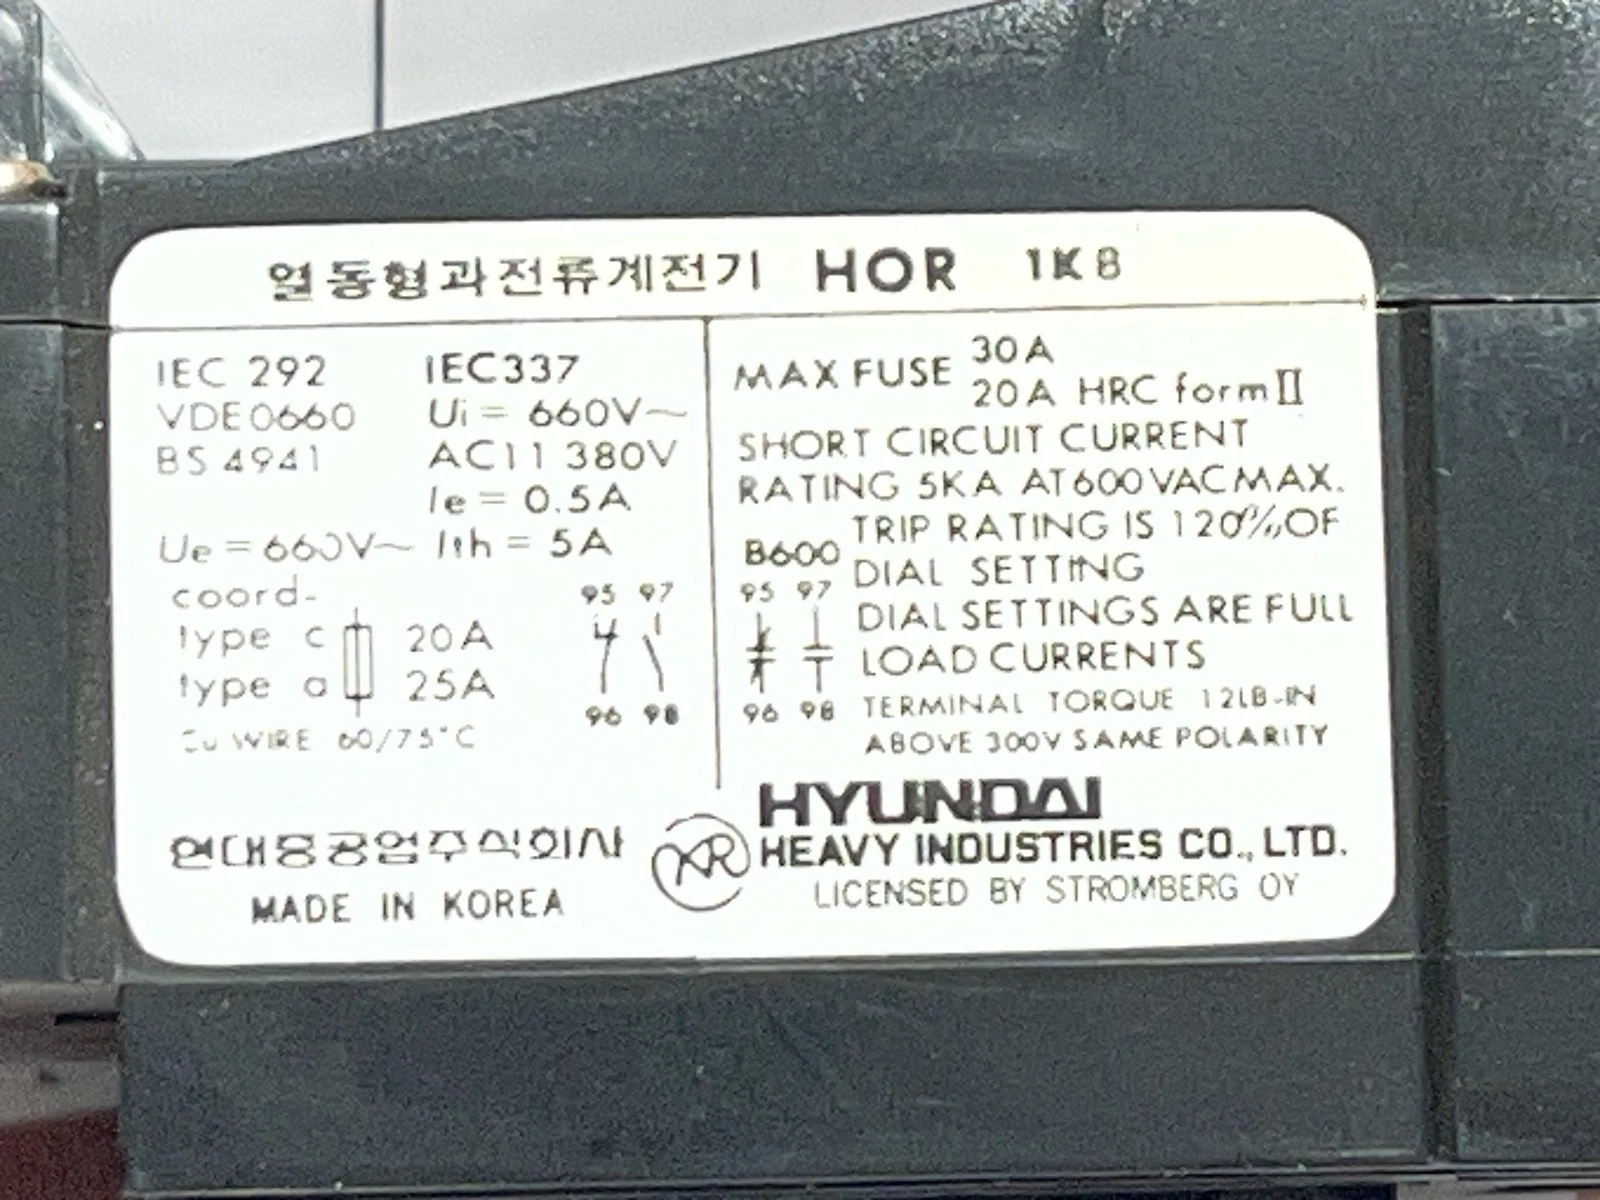 열동형과전류계전기 HOR 1K8
IEC 292 IEC337
VDE0660 Ui = 660V~
BS 4941 AC11 380V
Ie = 0.5A
Ue = 660V~ Ith = 5A
coord-
type c 20A
type a 25A
95 97
96 98
Cu WIRE 60/75°C
MAX FUSE 30A
20A HRC form II
SHORT CIRCUIT CURRENT
RATING 5KA AT 600VAC MAX.
B600
95 97
96 98
TRIP RATING IS 120% OF
DIAL SETTING
DIAL SETTINGS ARE FULL
LOAD CURRENTS
TERMINAL TORQUE 12LB-IN
ABOVE 300V SAME POLARITY
현대중공업주식회사
MADE IN KOREA
HYUNDAI
HEAVY INDUSTRIES CO., LTD.
LICENSED BY STROMBERG OY